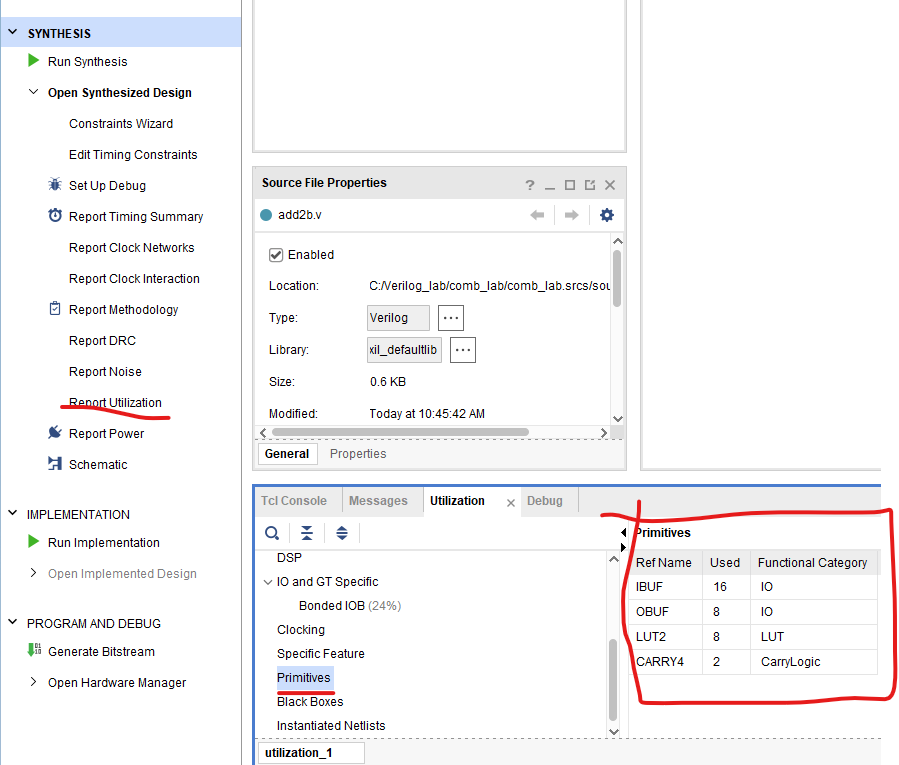 SYNTHESIS
Run Synthesis
Open Synthesized Design
Constraints Wizard
Edit Timing Constraints
Set Up Debug
Report Timing Summary
Report Clock Networks
Report Clock Interaction
Report Methodology
Report DRC
Report Noise
Report Utilization
Report Power
Schematic
IMPLEMENTATION
Run Implementation
Open Implemented Design
PROGRAM AND DEBUG
Generate Bitstream
Open Hardware Manager
Source File Properties
add2b.v
Enabled
Location: C:/Verilog_lab/comb_lab/comb_lab.srcs/sou
Type: Verilog
Library: xil_defaultlib
Size: 0.6 KB
Modified: Today at 10:45:42 AM
General Properties
Tcl Console Messages Utilization Debug
DSP
IO and GT Specific
Bonded IOB (24%)
Clocking
Specific Feature
Primitives
Black Boxes
Instantiated Netlists
utilization_1
Primitives
Ref Name Used Functional Category
IBUF 16 IO
OBUF 8 IO
LUT2 8 LUT
CARRY4 2 CarryLogic